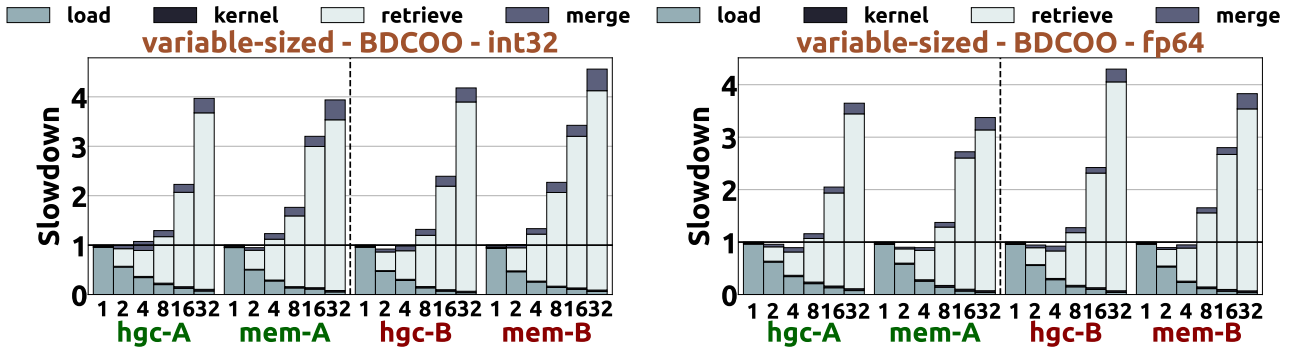 load kernel retrieve merge load kernel retrieve merge
variable-sized - BDCOO - int32 variable-sized - BDCOO - fp64
Slowdown
4
3
2
1
0
1 2 4 8 16 32 1 2 4 8 16 32 1 2 4 8 16 32 1 2 4 8 16 32
hgc-A mem-A hgc-B mem-B
Slowdown
4
3
2
1
0
1 2 4 8 16 32 1 2 4 8 16 32 1 2 4 8 16 32 1 2 4 8 16 32
hgc-A mem-A hgc-B mem-B